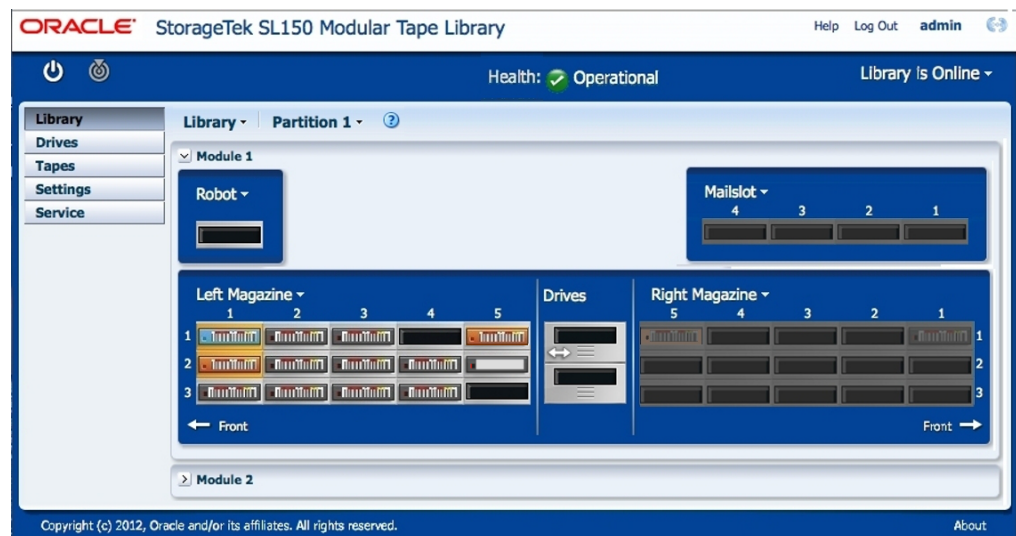 ORACLE StorageTek SL150 Modular Tape Library Help Log Out admin
Health: Operational Library Is Online
Library
Drives
Tapes
Settings
Service
Library Partition 1 ?
Module 1
Robot
Mailslot
4 3 2 1
Left Magazine
1 2 3 4 5
1
2
3
Front
Drives
Right Magazine
5 4 3 2 1
1
2
3
Front
Module 2
Copyright (c) 2012, Oracle and/or its affiliates. All rights reserved. About